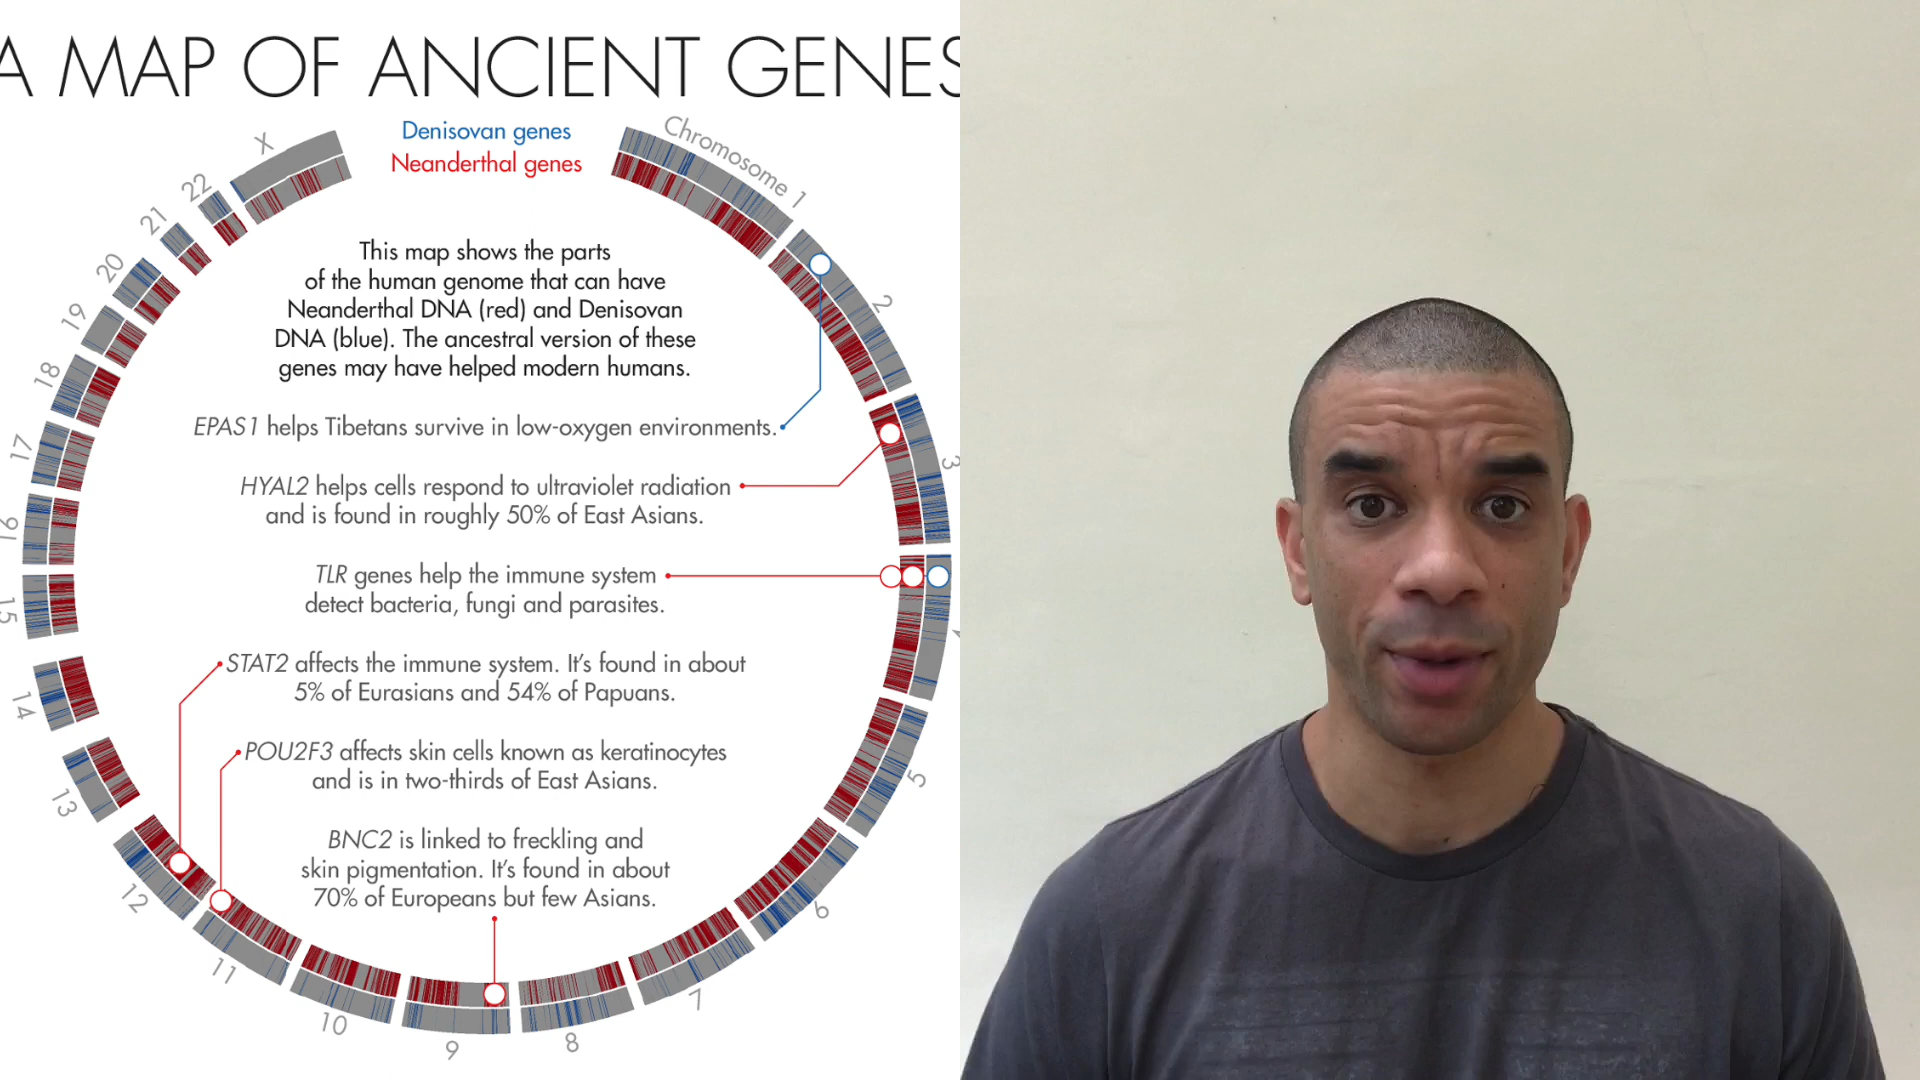 A MAP OF ANCIENT GENES
Denisovan genes
Neanderthal genes
Chromosome 1
2
3
5
6
7
8
9
10
11
12
13
14
15
16
17
18
19
20
21
22
X
This map shows the parts
of the human genome that can have
Neanderthal DNA (red) and Denisovan
DNA (blue). The ancestral version of these
genes may have helped modern humans.
EPAS1 helps Tibetans survive in low-oxygen environments.
HYAL2 helps cells respond to ultraviolet radiation
and is found in roughly 50% of East Asians.
TLR genes help the immune system
detect bacteria, fungi and parasites.
STAT2 affects the immune system. It’s found in about
5% of Eurasians and 54% of Papuans.
POU2F3 affects skin cells known as keratinocytes
and is in two-thirds of East Asians.
BNC2 is linked to freckling and
skin pigmentation. It’s found in about
70% of Europeans but few Asians.